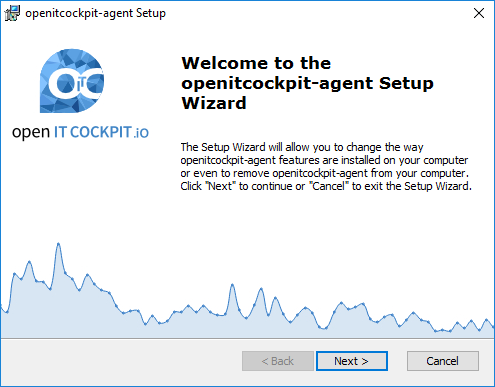 openitcockpit-agent Setup
Welcome to the
openitcockpit-agent Setup
Wizard
OITC
open IT COCKPIT.io
The Setup Wizard will allow you to change the way
openitcockpit-agent features are installed on your computer
or even to remove openitcockpit-agent from your computer.
Click "Next" to continue or "Cancel" to exit the Setup Wizard.
< Back
Next >
Cancel